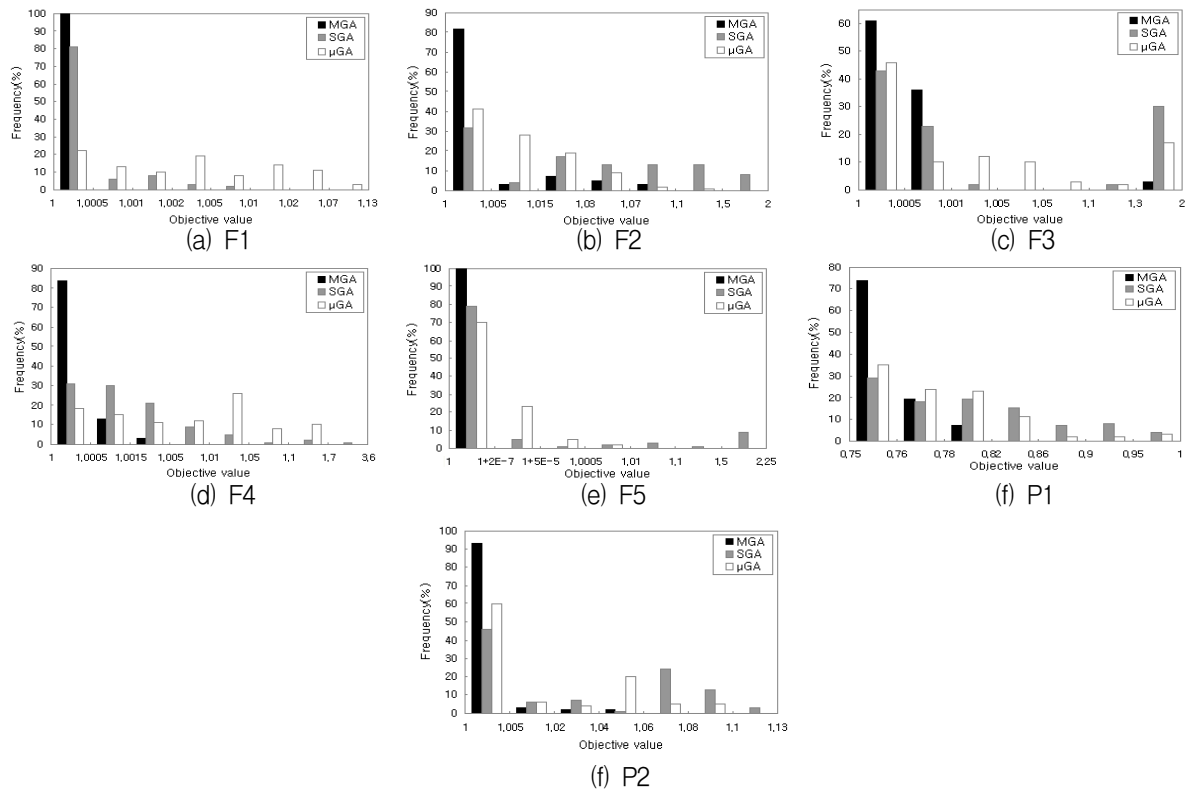 100
90
80
70
60
50
40
30
20
10
0
Frequency(%)
MGA
SGA
μGA
1 1,0005 1,001 1,002 1,005 1,01 1,02 1,07 1,13
Objective value
(a) F1
90
80
70
60
50
40
30
20
10
0
Frequency(%)
MGA
SGA
μGA
1 1,005 1,015 1,03 1,07 1,1 1,5 2
Objective value
(b) F2
60
50
40
30
20
10
0
Frequency(%)
MGA
SGA
μGA
1 1,0005 1,001 1,005 1,05 1,1 1,3 2
Objective value
(c) F3
90
80
70
60
50
40
30
20
10
0
Frequency(%)
MGA
SGA
μGA
1 1,0005 1,0015 1,005 1,01 1,05 1,1 1,7 3,6
Objective value
(d) F4
100
90
80
70
60
50
40
30
20
10
0
Frequency(%)
MGA
SGA
μGA
1 1+2E-7 1+5E-5 1,0005 1,01 1,1 1,5 2,25
Objective value
(e) F5
80
70
60
50
40
30
20
10
0
Frequency(%)
MGA
SGA
μGA
0,75 0,76 0,78 0,82 0,86 0,9 0,95 1
Objective value
(f) P1
100
90
80
70
60
50
40
30
20
10
0
Frequency(%)
MGA
SGA
μGA
1 1,005 1,02 1,04 1,06 1,08 1,1 1,13
Objective value
(f) P2